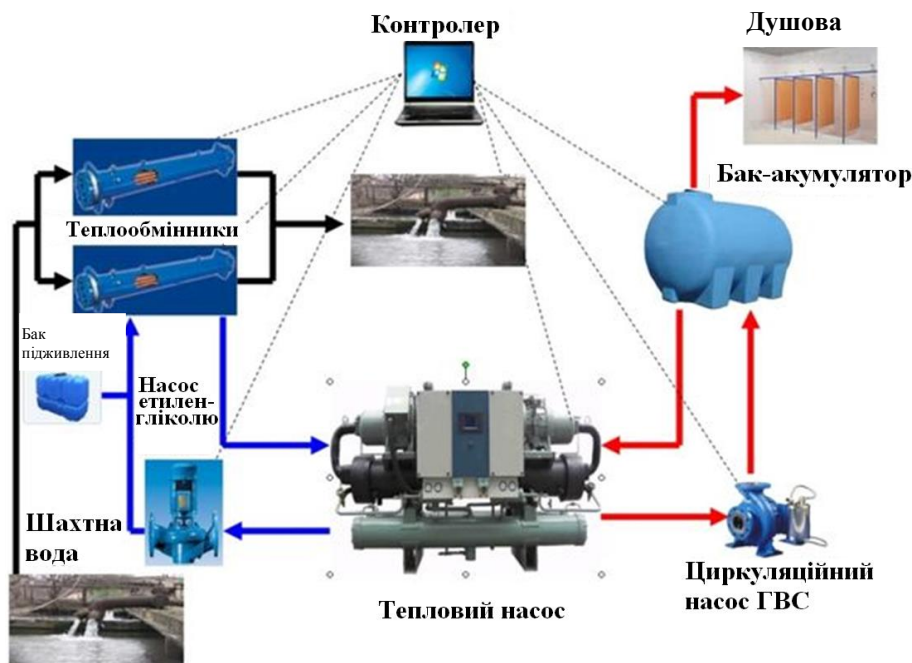 Контролер
Душова
Бак-акумулятор
Теплообмінники
Бак
підживлення
Насос
етилен-
гліколю
Шахтна
вода
Тепловий насос
Циркуляційний
насос ГВС